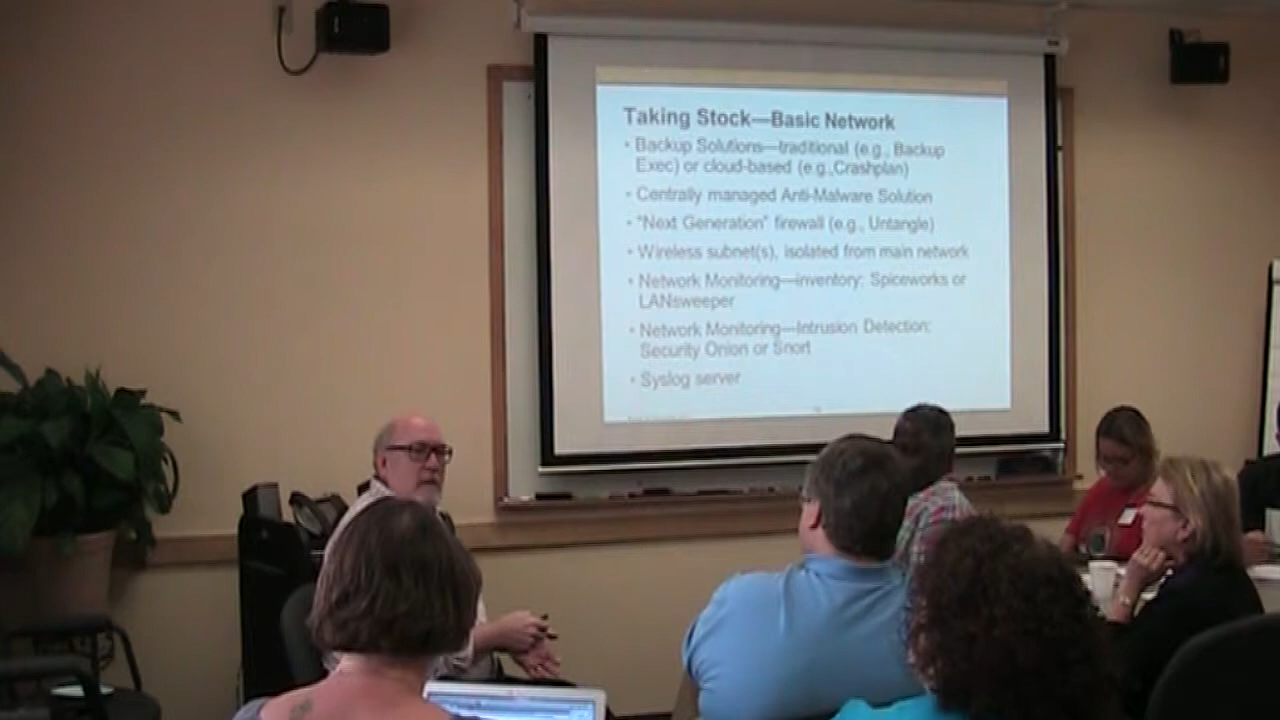 Taking Stock—Basic Network
• Backup Solutions—traditional (e.g., Backup
Exec) or cloud-based (e.g.,Crashplan)
• Centrally managed Anti-Malware Solution
• "Next Generation" firewall (e.g., Untangle)
• Wireless subnet(s), isolated from main network
• Network Monitoring—inventory: Spiceworks or
LANsweeper
• Network Monitoring—Intrusion Detection:
Security Onion or Snort
• Syslog server